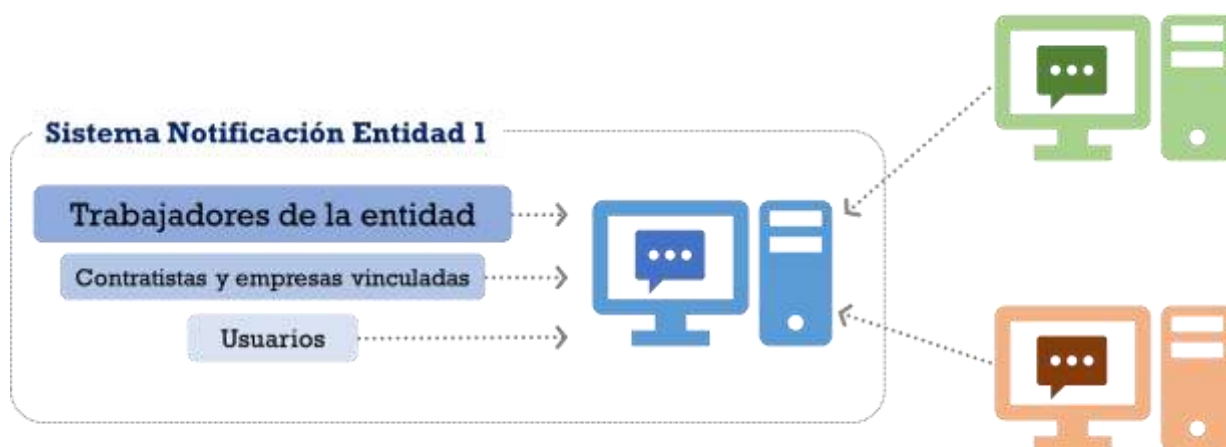 Sistema Notificación Entidad 1
Trabajadores de la entidad
Contratistas y empresas vinculadas
Usuarios